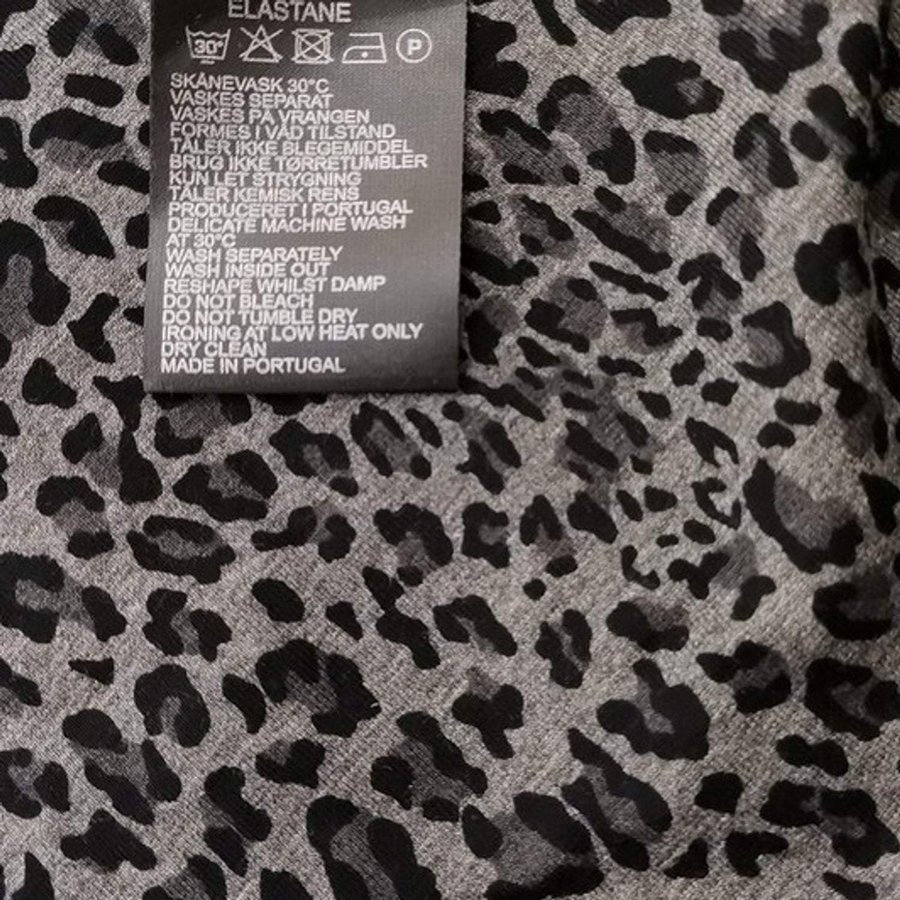 ELASTANE
30° P
SKÅNEVASK 30°C
VASKES SEPARAT
VASKES PÅ VRANGEN
FORMES I VÅD TILSTAND
TÅLER IKKE BLEGEMIDDEL
BRUG IKKE TØRRETUMBLER
KUN LET STRYGNING
TÅLER KEMISK RENS
PRODUCERET I PORTUGAL
DELICATE MACHINE WASH
AT 30°C
WASH SEPARATELY
WASH INSIDE OUT
RESHAPE WHILST DAMP
DO NOT BLEACH
DO NOT TUMBLE DRY
IRONING AT LOW HEAT ONLY
DRY CLEAN
MADE IN PORTUGAL